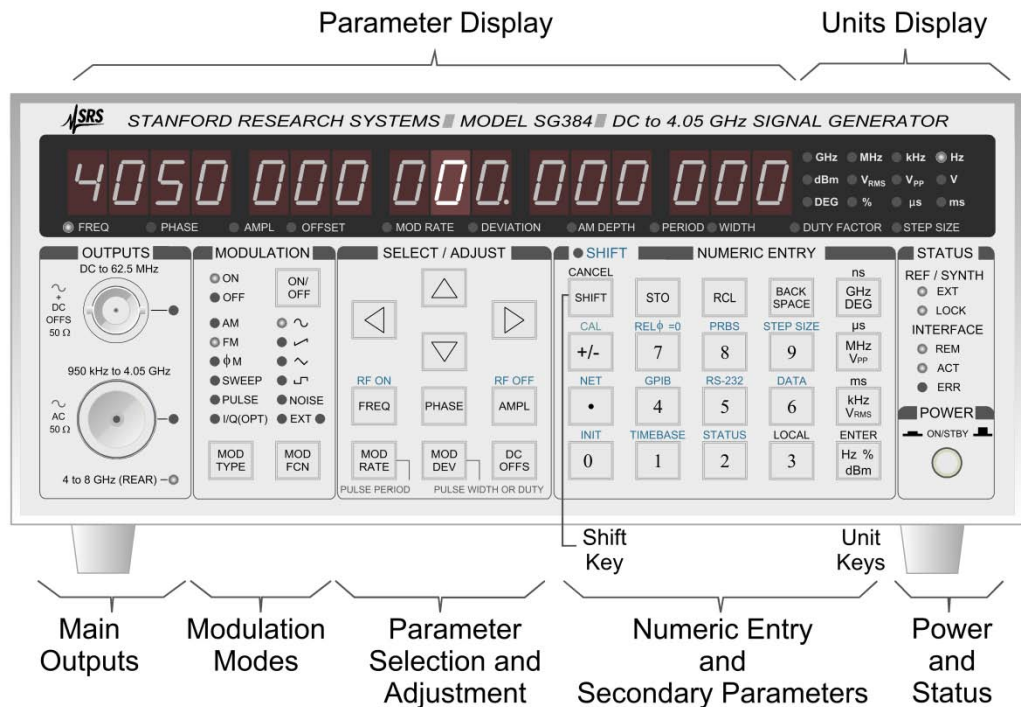 Parameter Display
Units Display
SRS
STANFORD RESEARCH SYSTEMS MODEL SG384 DC to 4.05 GHz SIGNAL GENERATOR
4050 000 000. 000 000
GHz MHz kHz Hz
dBm VRMS VPP V
DEG % µs ms
FREQ PHASE AMPL OFFSET MOD RATE DEVIATION AM DEPTH PERIOD WIDTH DUTY FACTOR STEP SIZE
OUTPUTS
DC to 62.5 MHz
+
DC
OFFS
50 Ω
950 kHz to 4.05 GHz
AC
50 Ω
4 to 8 GHz (REAR)
MODULATION
ON
OFF
ON/
OFF
AM
FM
ϕM
SWEEP
PULSE
NOISE
I/Q(OPT)
EXT
MOD
TYPE
MOD
FCN
SELECT / ADJUST
RF ON
RF OFF
FREQ
PHASE
AMPL
MOD
RATE
MOD
DEV
DC
OFFS
PULSE PERIOD
PULSE WIDTH OR DUTY
SHIFT
NUMERIC ENTRY
CANCEL
ns
SHIFT
STO
RCL
BACK
SPACE
GHz
DEG
CAL
RELϕ =0
PRBS
STEP SIZE
µs
+/-
7
8
9
MHz
VPP
NET
GPIB
RS-232
DATA
ms
•
4
5
6
kHz
VRMS
INIT
TIMEBASE
STATUS
LOCAL
ENTER
0
1
2
3
Hz %
dBm
STATUS
REF / SYNTH
EXT
LOCK
INTERFACE
REM
ACT
ERR
POWER
ON/STBY
Shift
Key
Unit
Keys
Main
Outputs
Modulation
Modes
Parameter
Selection and
Adjustment
Numeric Entry
and
Secondary Parameters
Power
and
Status